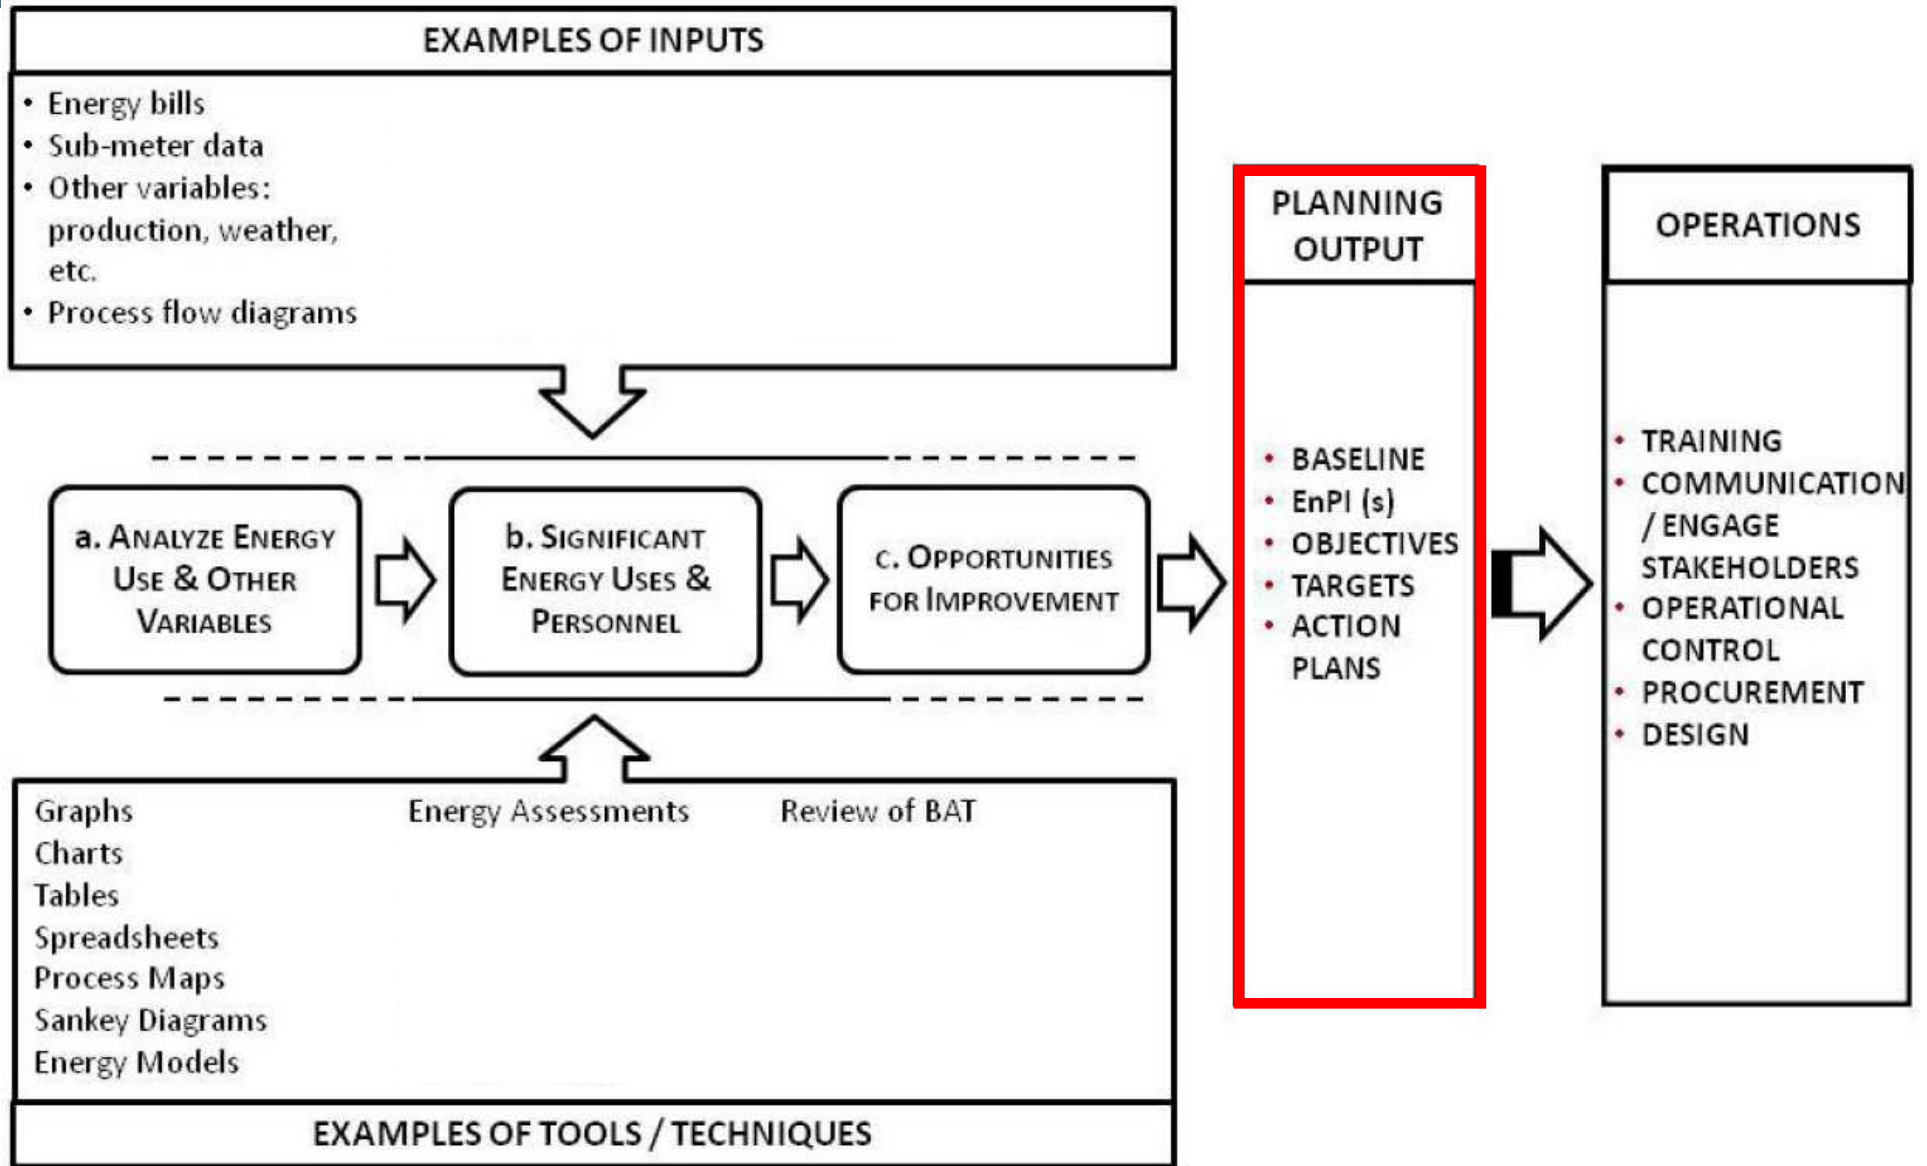 EXAMPLES OF INPUTS
• Energy bills
• Sub-meter data
• Other variables:
production, weather,
etc.
• Process flow diagrams
a. ANALYZE ENERGY
USE & OTHER
VARIABLES
b. SIGNIFICANT
ENERGY USES &
PERSONNEL
c. OPPORTUNITIES
FOR IMPROVEMENT
PLANNING
OUTPUT
• BASELINE
• EnPI (s)
• OBJECTIVES
• TARGETS
• ACTION
PLANS
OPERATIONS
• TRAINING
• COMMUNICATION
/ ENGAGE
STAKEHOLDERS
• OPERATIONAL
CONTROL
• PROCUREMENT
• DESIGN
Graphs
Charts
Tables
Spreadsheets
Process Maps
Sankey Diagrams
Energy Models
Energy Assessments
Review of BAT
EXAMPLES OF TOOLS / TECHNIQUES